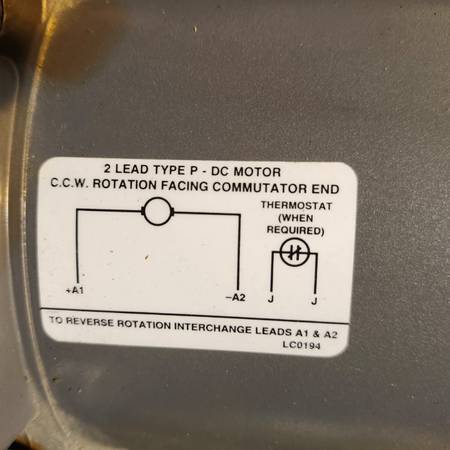 2 LEAD TYPE P - DC MOTOR
C.C.W. ROTATION FACING COMMUTATOR END
THERMOSTAT
(WHEN
REQUIRED)
+A1
–A2
J
J
TO REVERSE ROTATION INTERCHANGE LEADS A1 & A2
LC0194